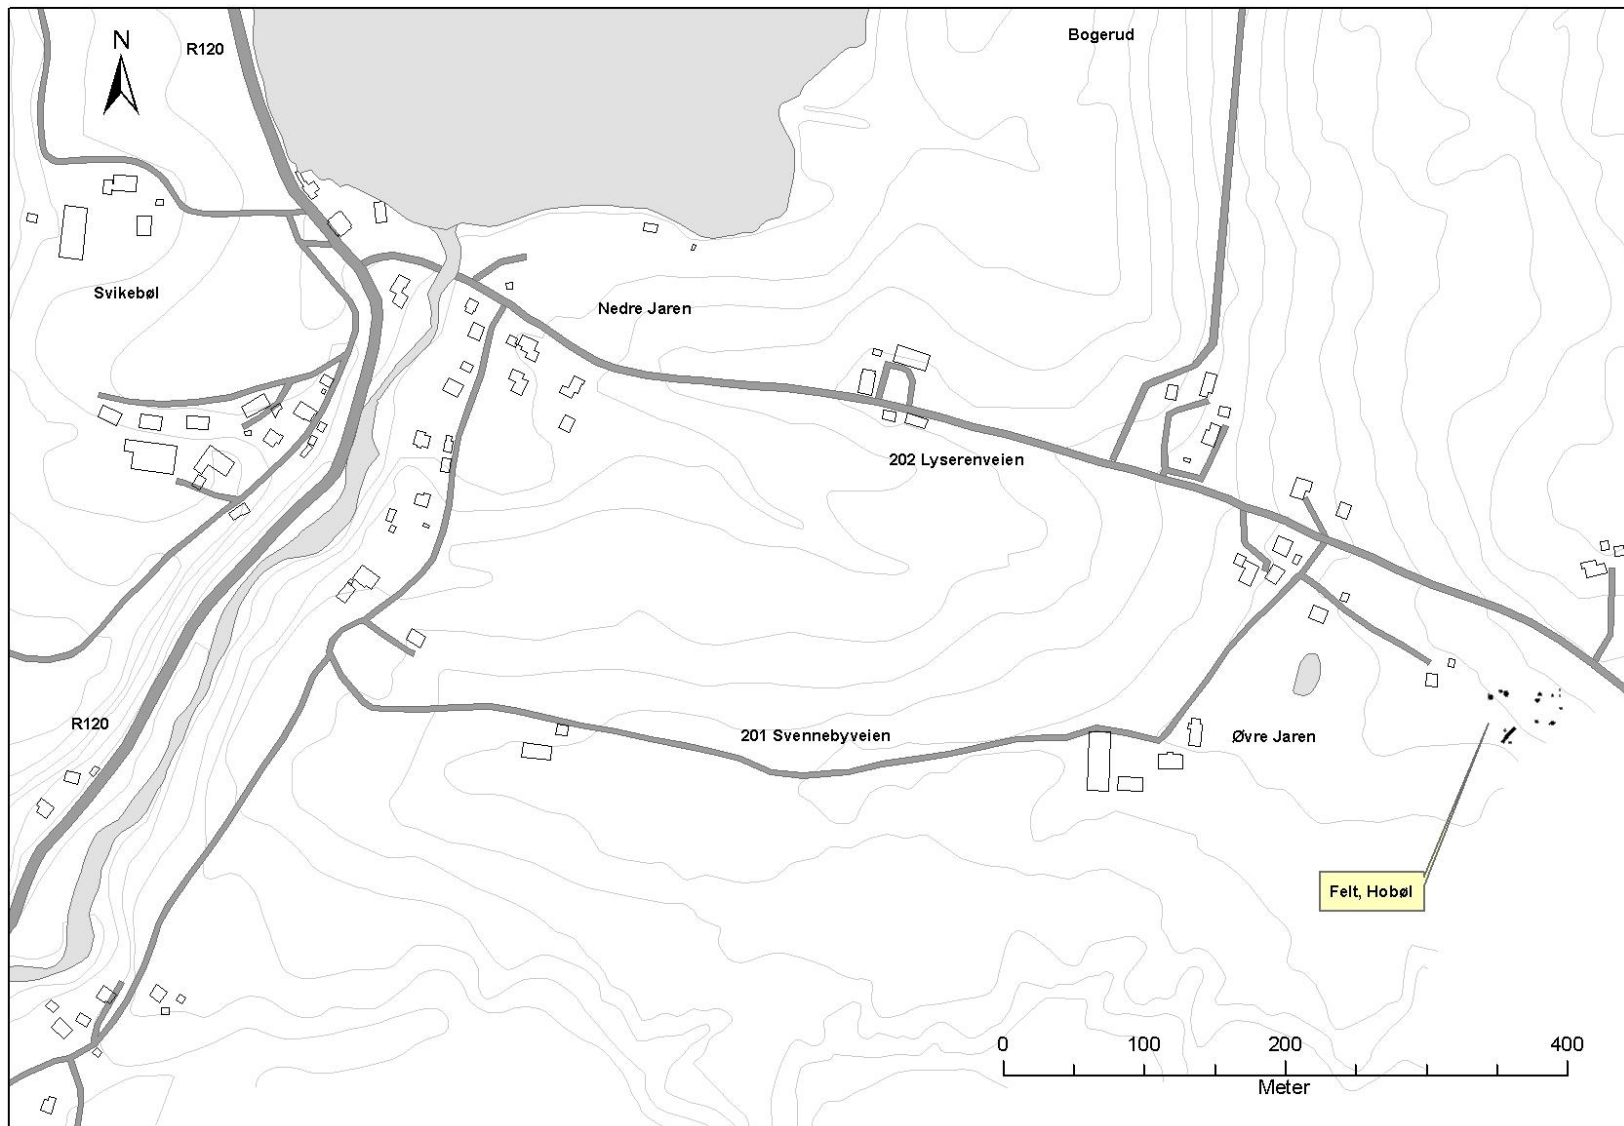 Bogerud
N
R120
Svikebøl
Nedre Jaren
202 Lyserenveien
R120
201 Svennebyveien
Øvre Jaren
Felt, Hobøl
0 100 200 400
Meter